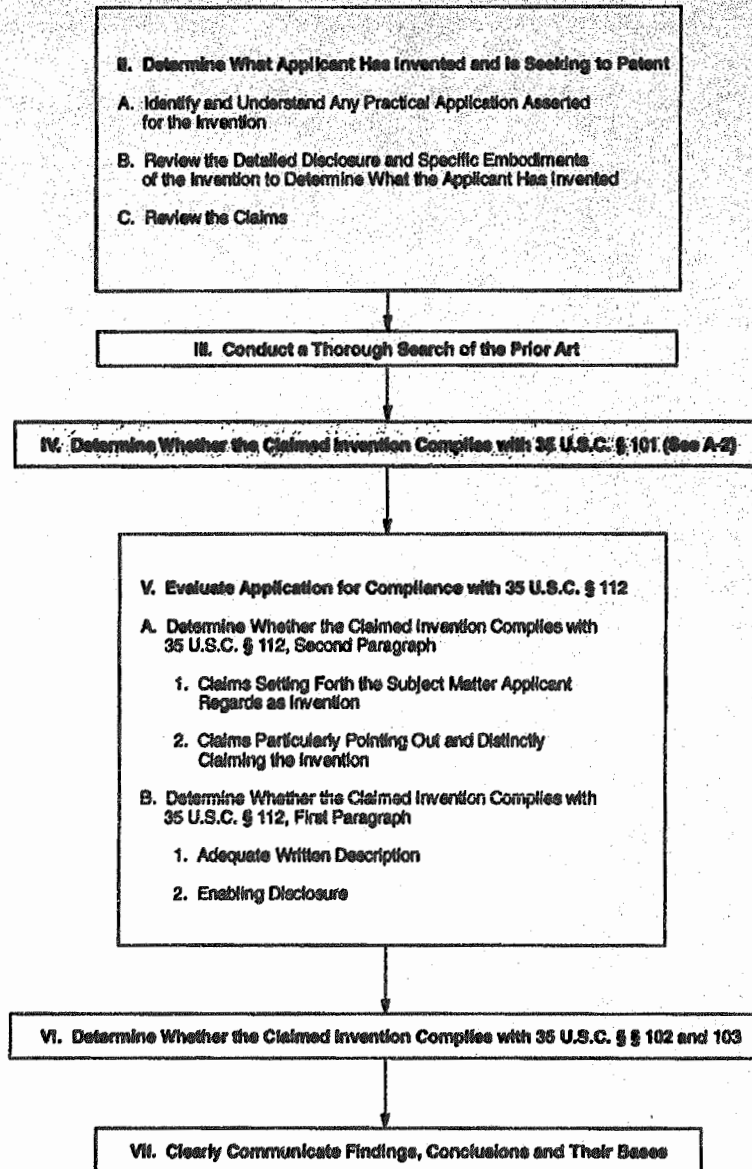 II. Determine What Applicant Has Invented and is Seeking to Patent
A. Identify and Understand Any Practical Application Asserted
for the Invention
B. Review the Detailed Disclosure and Specific Embodiments
of the Invention to Determine What the Applicant Has Invented
C. Review the Claims
III. Conduct a Thorough Search of the Prior Art
IV. Determine Whether the Claimed Invention Complies with 35 U.S.C. § 101 (See A-2)
V. Evaluate Application for Compliance with 35 U.S.C. § 112
A. Determine Whether the Claimed Invention Complies with
35 U.S.C. § 112, Second Paragraph
1. Claims Setting Forth the Subject Matter Applicant
Regards as Invention
2. Claims Particularly Pointing Out and Distinctly
Claiming the Invention
B. Determine Whether the Claimed Invention Complies with
35 U.S.C. § 112, First Paragraph
1. Adequate Written Description
2. Enabling Disclosure
VI. Determine Whether the Claimed Invention Complies with 35 U.S.C. § § 102 and 103
VII. Clearly Communicate Findings, Conclusions and Their Bases